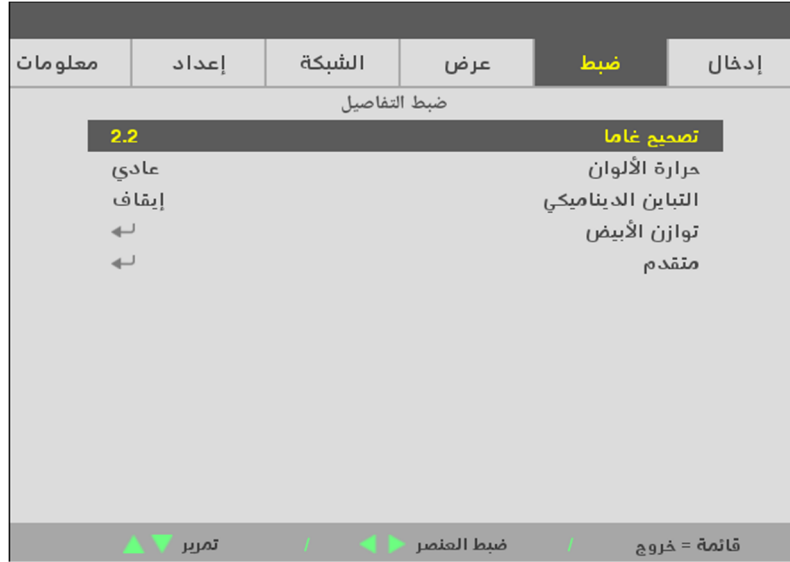 إدخال ضبط عرض الشبكة إعداد معلومات
ضبط التفاصيل
تصحيح غاما 2.2
حرارة الألوان عادي
التباين الديناميكي إيقاف
توازن الأبيض
متقدم
قائمة = خروج / ضبط العنصر / تمرير